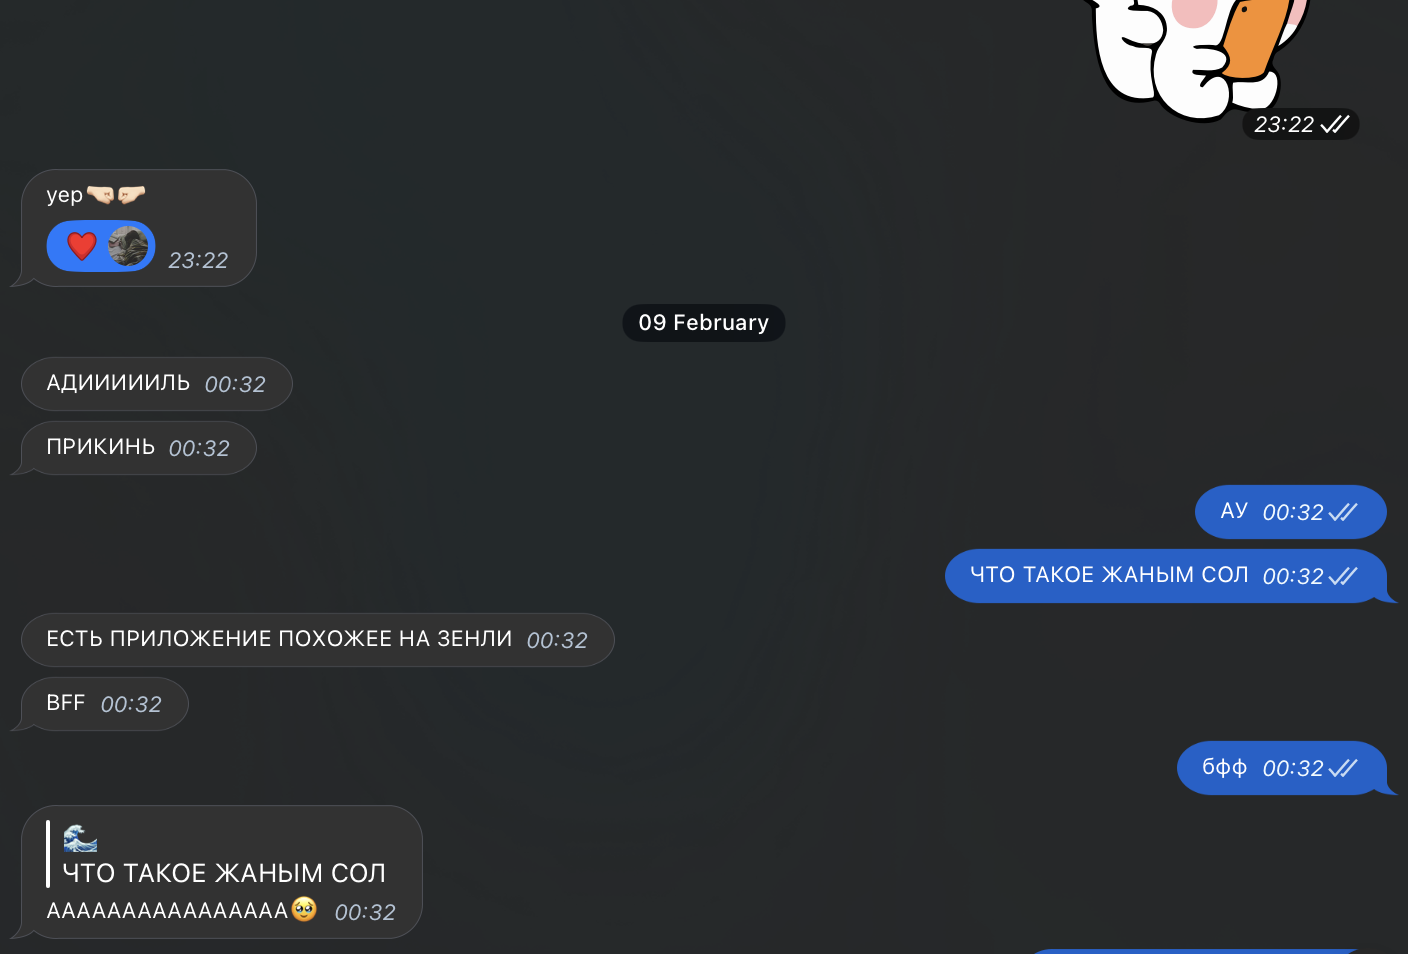 23:22
yep🤜🏻🤛🏻
❤️ 23:22
09 February
АДИИИИИЛЬ 00:32
ПРИКИНЬ 00:32
АУ 00:32
ЧТО ТАКОЕ ЖАНЫМ СОЛ 00:32
ЕСТЬ ПРИЛОЖЕНИЕ ПОХОЖЕЕ НА ЗЕНЛИ 00:32
BFF 00:32
бфф 00:32
🌊
ЧТО ТАКОЕ ЖАНЫМ СОЛ
АААААААААААААААА🥹 00:32